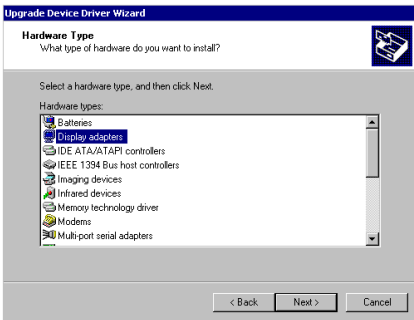 Upgrade Device Driver Wizard
Hardware Type
What type of hardware do you want to install?
Select a hardware type, and then click Next.
Hardware types:
Batteries
Display adapters
IDE ATA/ATAPI controllers
IEEE 1394 Bus host controllers
Imaging devices
Infrared devices
Memory technology driver
Modems
Multi-port serial adapters
< Back Next > Cancel